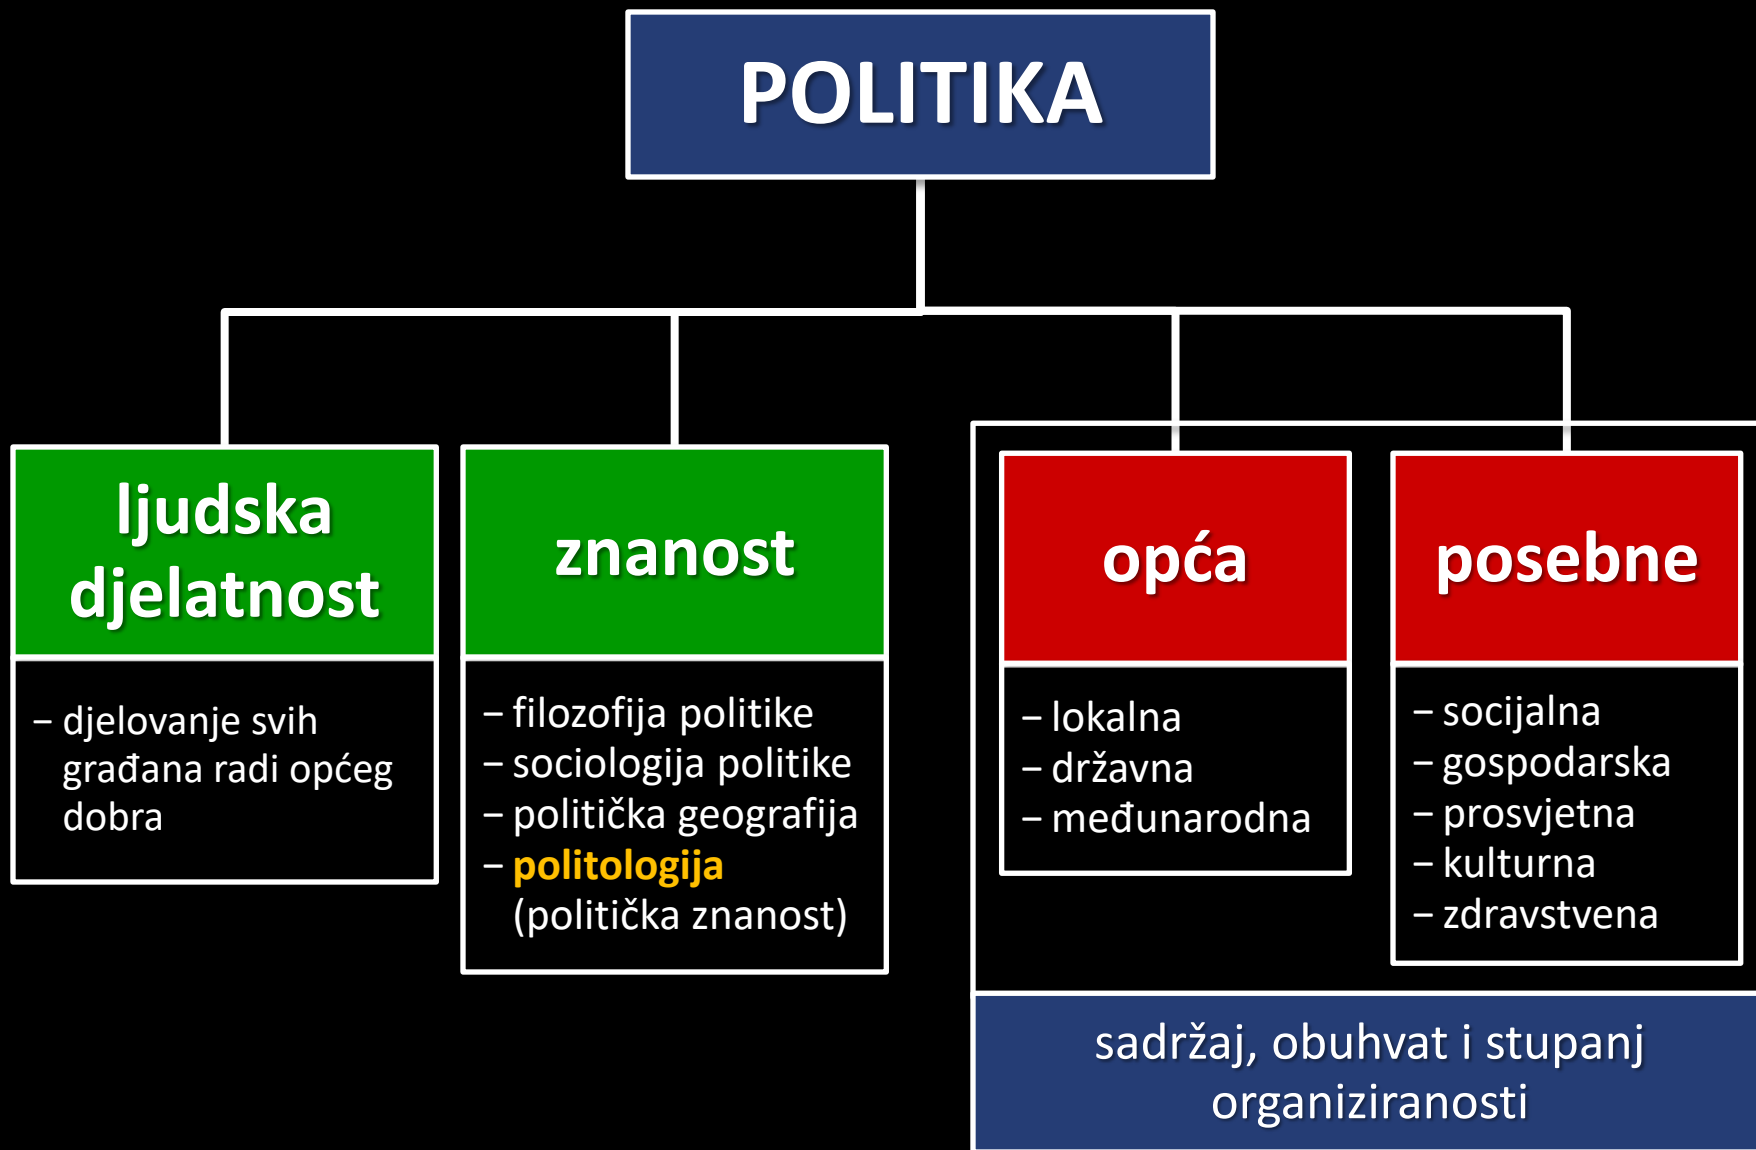 POLITIKA
ljudska
djelatnost
– djelovanje svih
građana radi općeg
dobra
znanost
– filozofija politike
– sociologija politike
– politička geografija
– politologija
(politička znanost)
opća
– lokalna
– državna
– međunarodna
posebne
– socijalna
– gospodarska
– prosvjetna
– kulturna
– zdravstvena
sadržaj, obuhvat i stupanj
organiziranosti